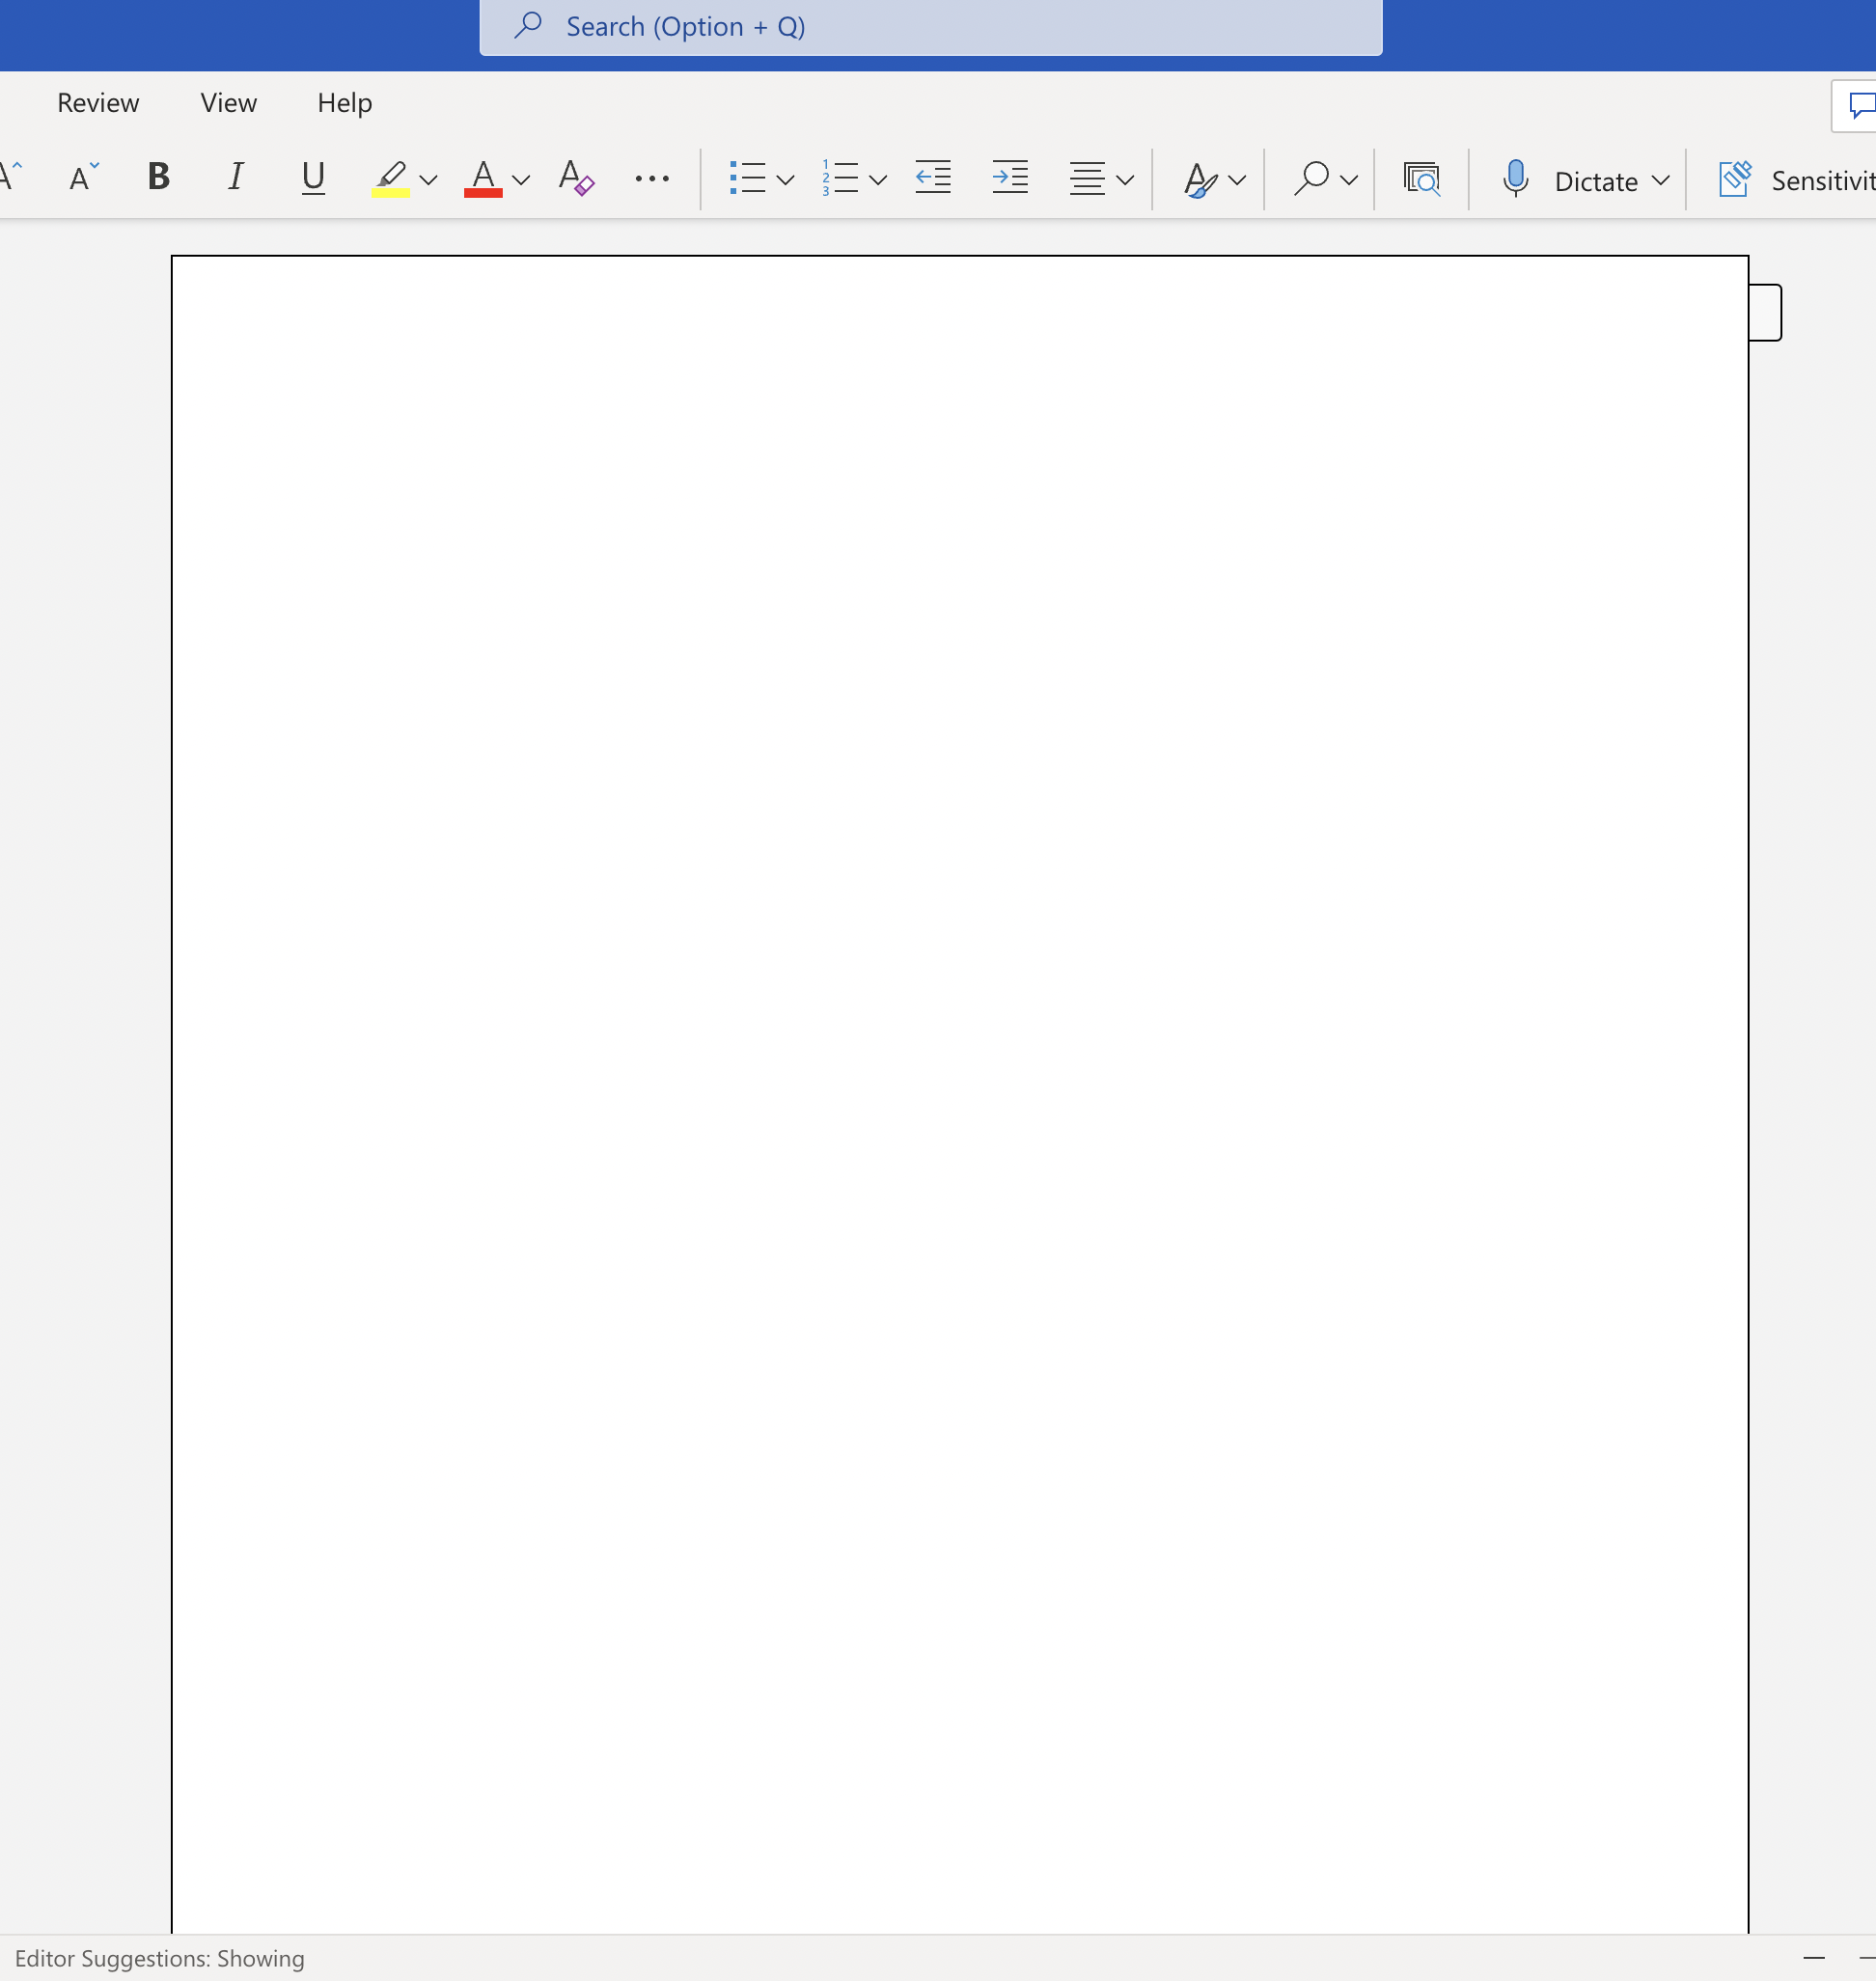 Search (Option + Q)
Review View Help
Dictate Sensitivit
Editor Suggestions: Showing